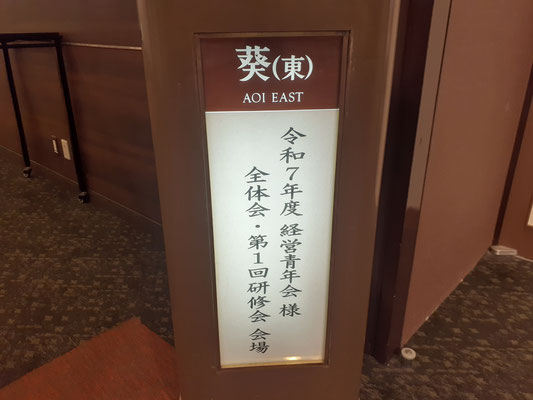 葵(東)
AOI EAST
令和7年度 経営青年会 様
全体会・第1回研修会 会場